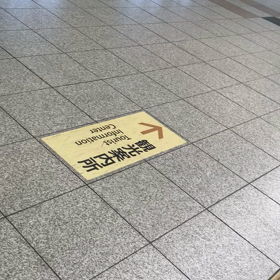 観光案内所
Tourist
Information
Center